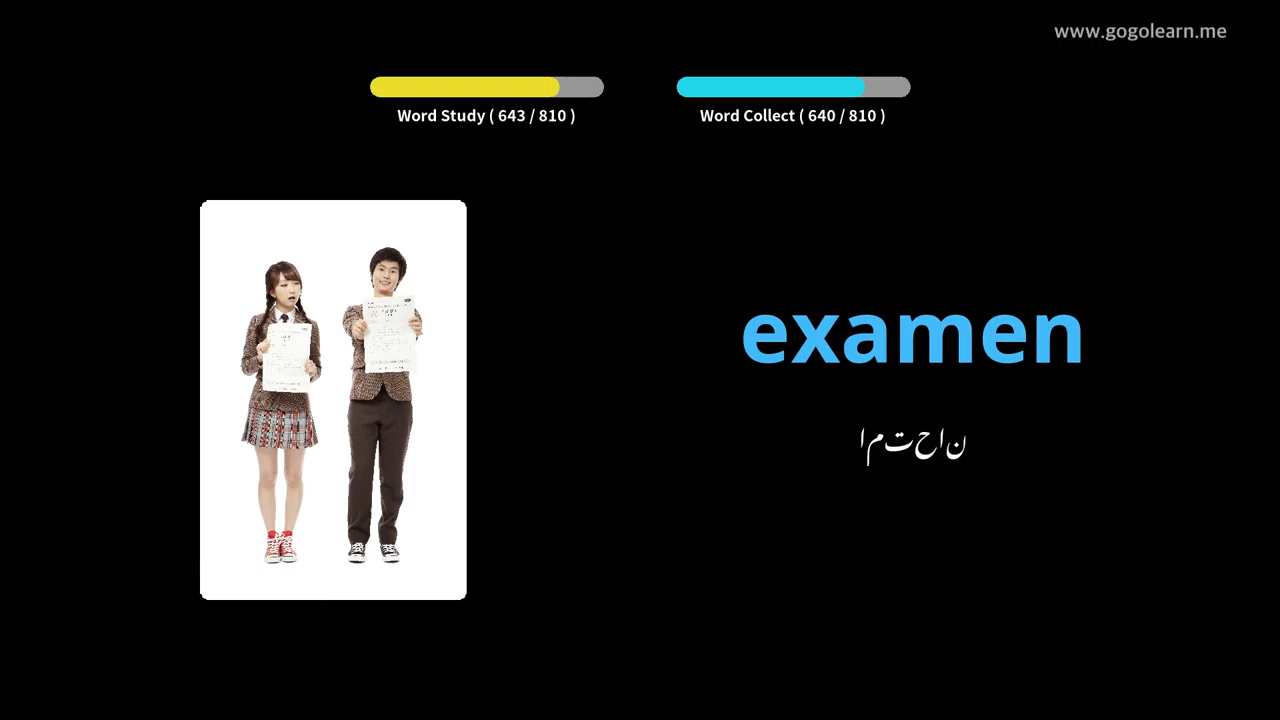 www.gogolearn.me
Word Study ( 643 / 810 )
Word Collect ( 640 / 810 )
examen
امتحان